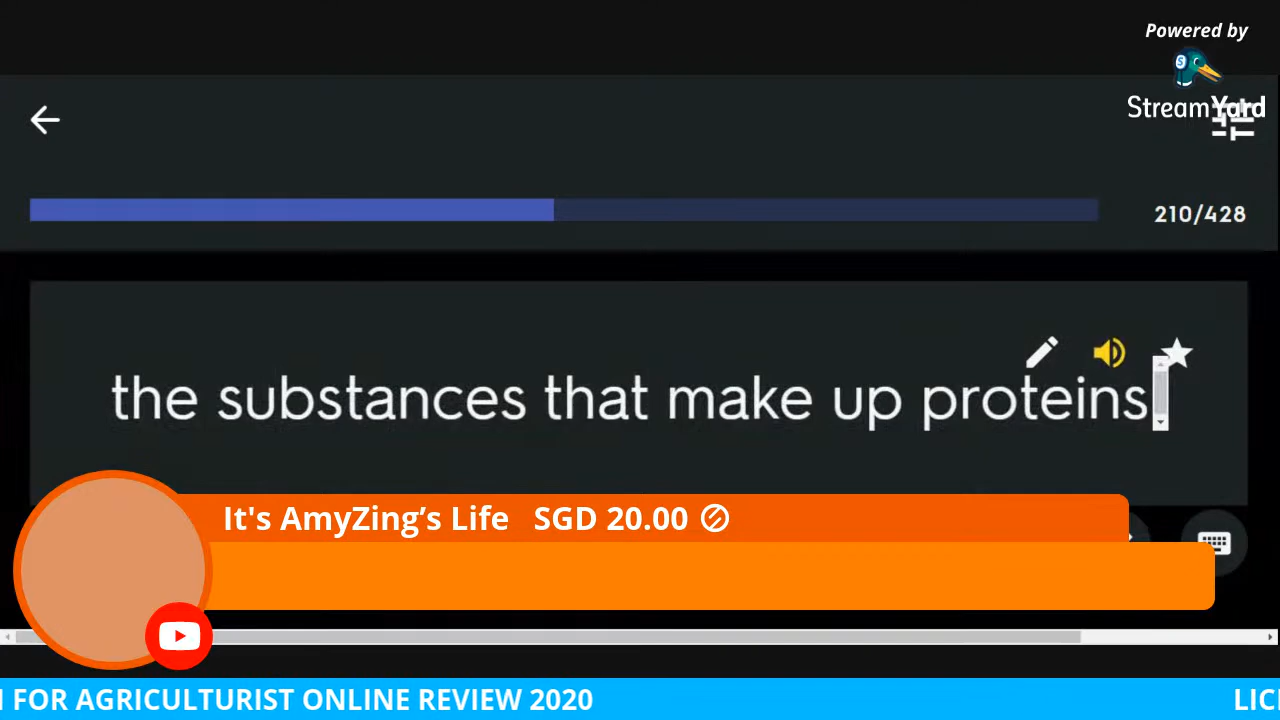 Powered by
StreamYard
210/428
the substances that make up proteins
It's AmyZing’s Life SGD 20.00
FOR AGRICULTURIST ONLINE REVIEW 2020